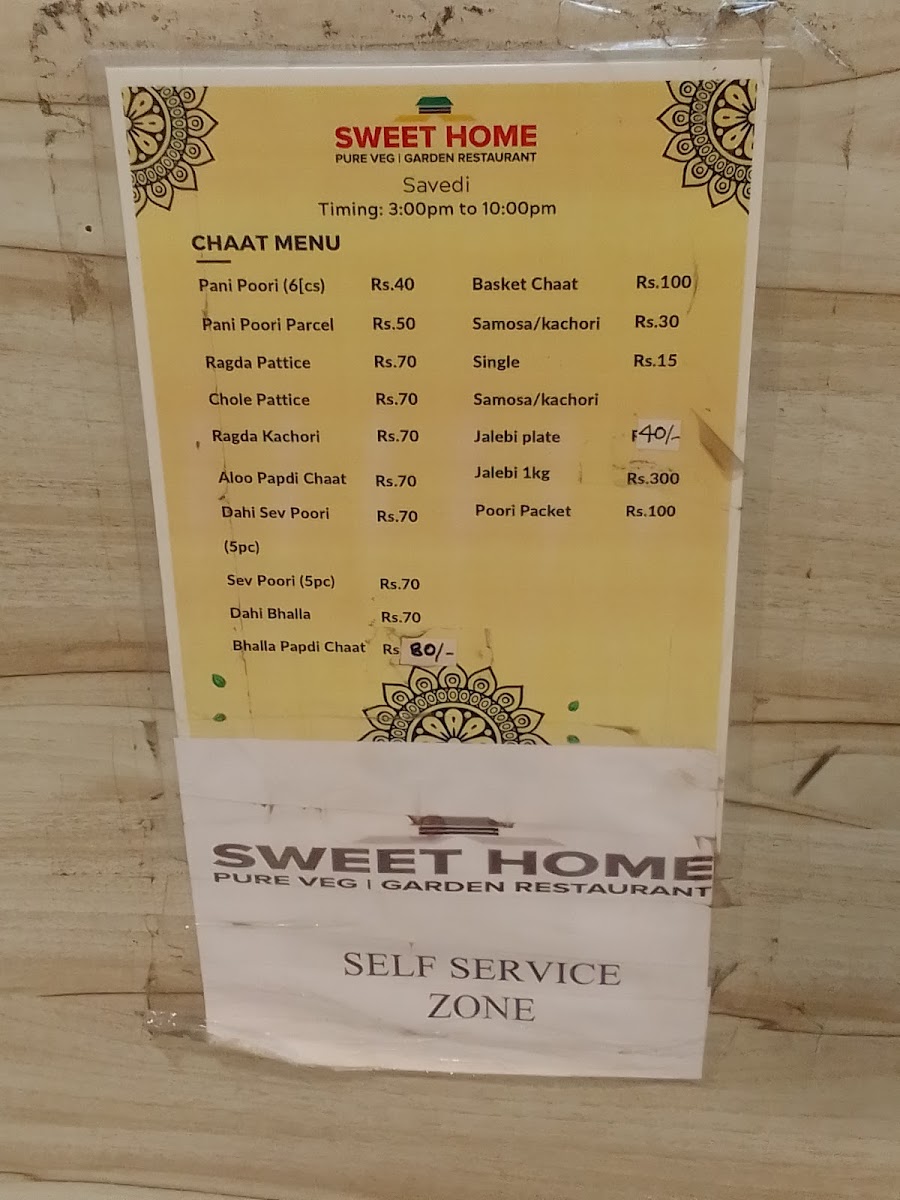 SWEET HOME
PURE VEG | GARDEN RESTAURANT
Savedi
Timing: 3:00pm to 10:00pm
CHAAT MENU
Pani Poori (6[cs) Rs.40
Pani Poori Parcel Rs.50
Ragda Pattice Rs.70
Chole Pattice Rs.70
Ragda Kachori Rs.70
Aloo Papdi Chaat Rs.70
Dahi Sev Poori Rs.70
(5pc)
Sev Poori (5pc) Rs.70
Dahi Bhalla Rs.70
Bhalla Papdi Chaat Rs 80/-
Basket Chaat Rs.100
Samosa/kachori Rs.30
Single Rs.15
Samosa/kachori
Jalebi plate 40/-
Jalebi 1kg Rs.300
Poori Packet Rs.100
SWEET HOME
PURE VEG | GARDEN RESTAURANT
SELF SERVICE
ZONE